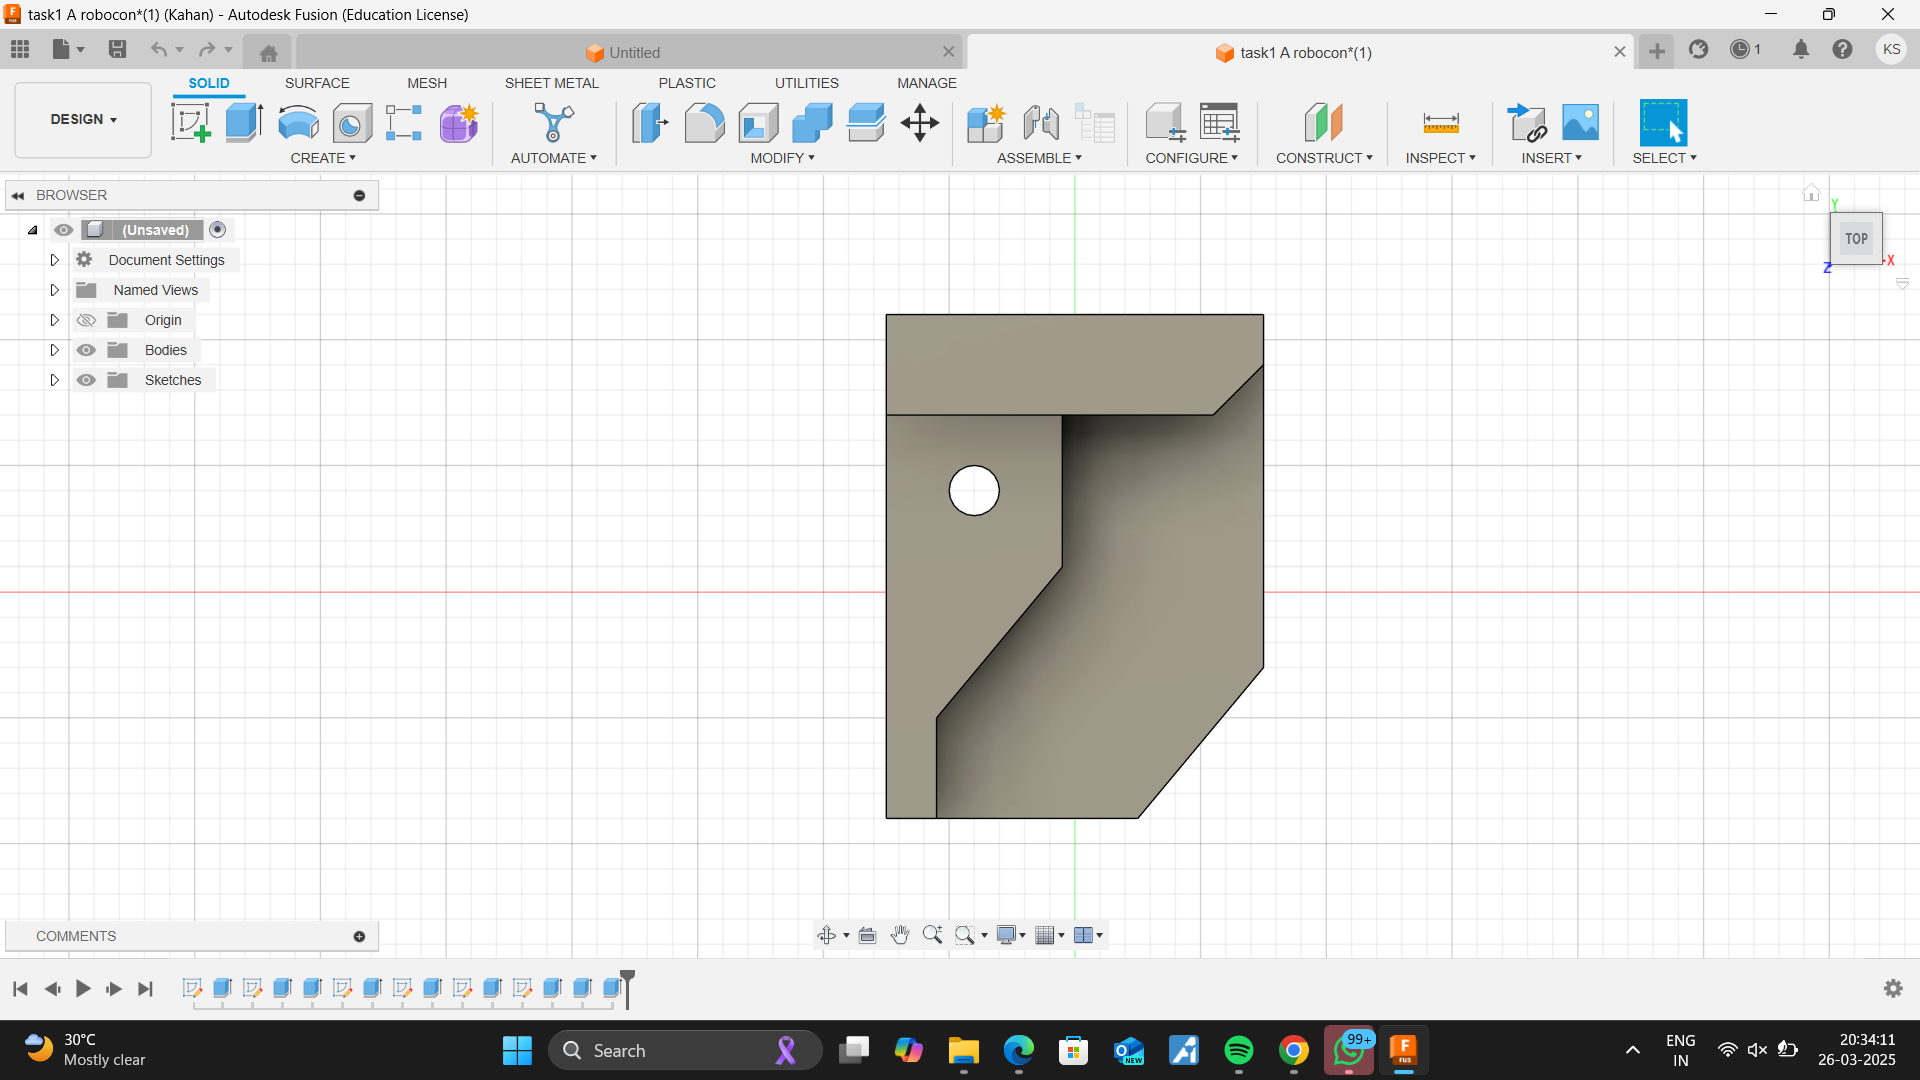 task1 A robocon*(1) (Kahan) - Autodesk Fusion (Education License)
Untitled
task1 A robocon*(1)
1
KS
DESIGN
SOLID
SURFACE
MESH
SHEET METAL
PLASTIC
UTILITIES
MANAGE
CREATE
AUTOMATE
MODIFY
ASSEMBLE
CONFIGURE
CONSTRUCT
INSPECT
INSERT
SELECT
BROWSER
(Unsaved)
Document Settings
Named Views
Origin
Bodies
Sketches
Y
TOP
X
Z
COMMENTS
30°C
Mostly clear
Search
NEW
99+
F
FUS
ENG
IN
20:34:11
26-03-2025